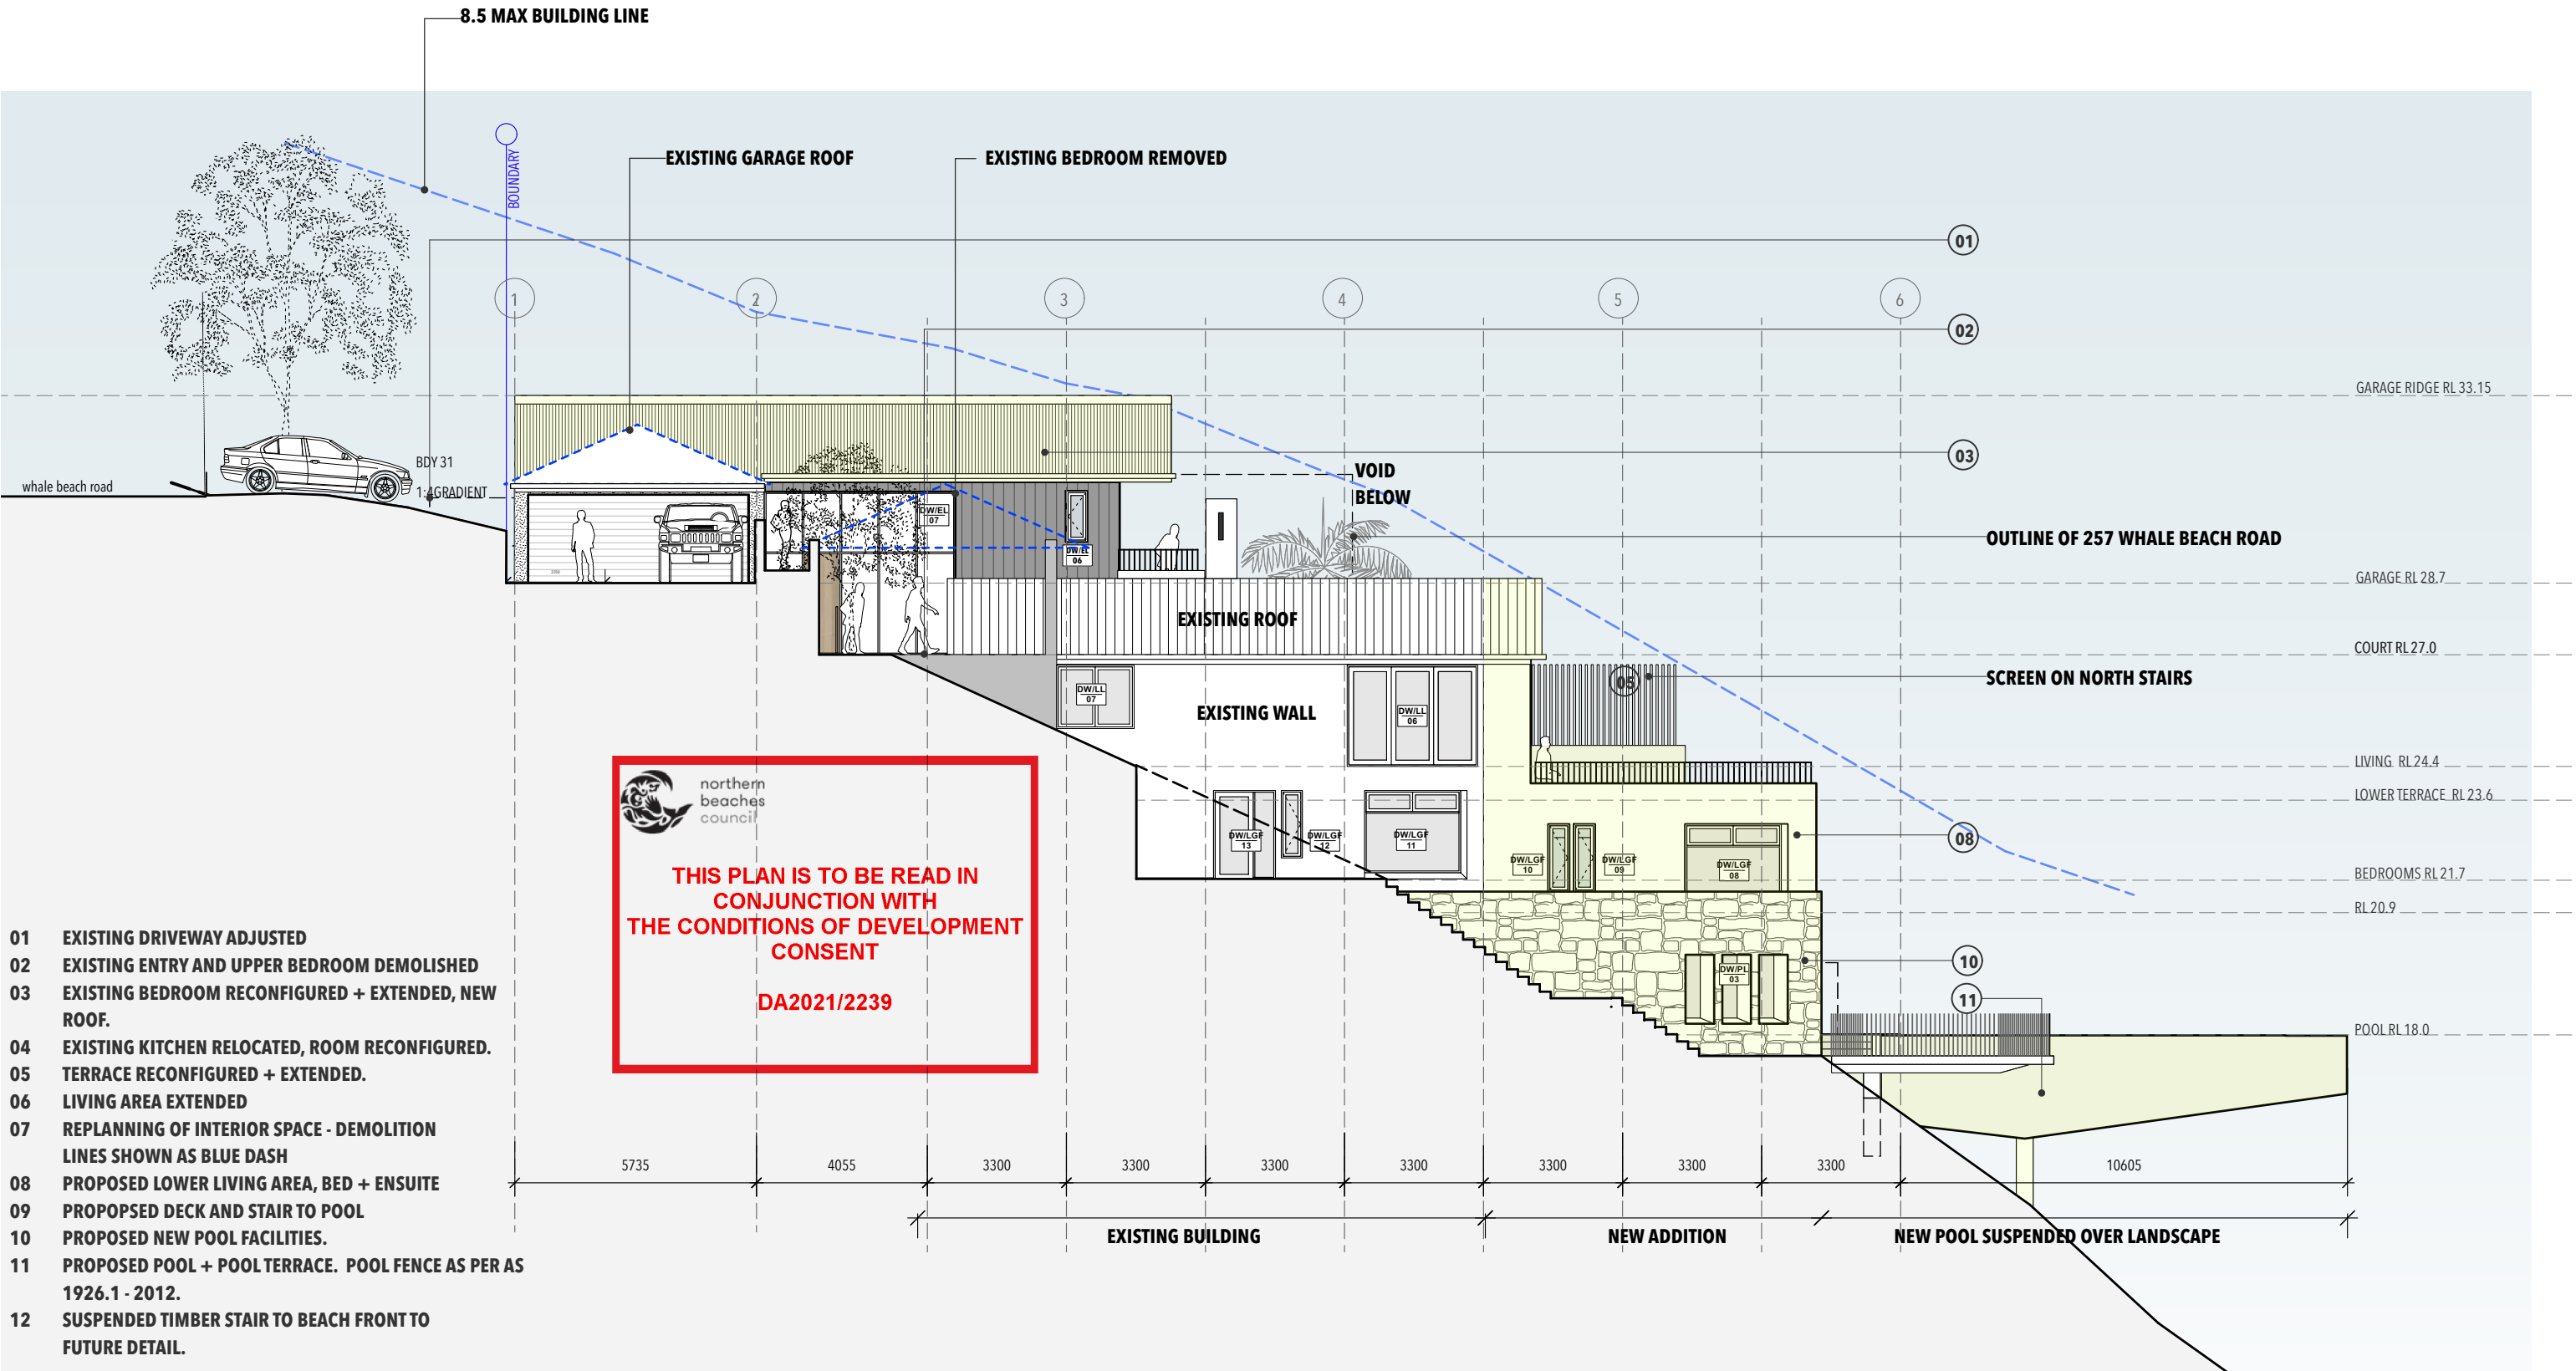 8.5 MAX BUILDING LINE
BOUNDARY
EXISTING GARAGE ROOF
EXISTING BEDROOM REMOVED
01
1
2
3
4
5
6
02
GARAGE RIDGE RL 33.15
03
BDY 31
whale beach road
1:4GRADIENT
VOID
BELOW
DW/EL
07
DW/EL
06
OUTLINE OF 257 WHALE BEACH ROAD
GARAGE RL 28.7
EXISTING ROOF
COURT RL 27.0
05
SCREEN ON NORTH STAIRS
DW/LL
07
EXISTING WALL
DW/LL
06
LIVING RL 24.4
LOWER TERRACE RL 23.6
northern
beaches
council
DW/LGF
13
DW/LGF
12
DW/LGF
11
08
DW/LGF
10
DW/LGF
09
DW/LGF
08
BEDROOMS RL 21.7
THIS PLAN IS TO BE READ IN
CONJUNCTION WITH
THE CONDITIONS OF DEVELOPMENT
CONSENT
DA2021/2239
RL 20.9
10
DW/PL
03
11
POOL RL 18.0
01 EXISTING DRIVEWAY ADJUSTED
02 EXISTING ENTRY AND UPPER BEDROOM DEMOLISHED
03 EXISTING BEDROOM RECONFIGURED + EXTENDED, NEW
ROOF.
04 EXISTING KITCHEN RELOCATED, ROOM RECONFIGURED.
05 TERRACE RECONFIGURED + EXTENDED.
06 LIVING AREA EXTENDED
07 REPLANNING OF INTERIOR SPACE - DEMOLITION
LINES SHOWN AS BLUE DASH
08 PROPOSED LOWER LIVING AREA, BED + ENSUITE
09 PROPOPSED DECK AND STAIR TO POOL
10 PROPOSED NEW POOL FACILITIES.
11 PROPOSED POOL + POOL TERRACE. POOL FENCE AS PER AS
1926.1 - 2012.
12 SUSPENDED TIMBER STAIR TO BEACH FRONT TO
FUTURE DETAIL.
5735 4055 3300 3300 3300 3300 3300 3300 3300 10605
EXISTING BUILDING NEW ADDITION NEW POOL SUSPENDED OVER LANDSCAPE